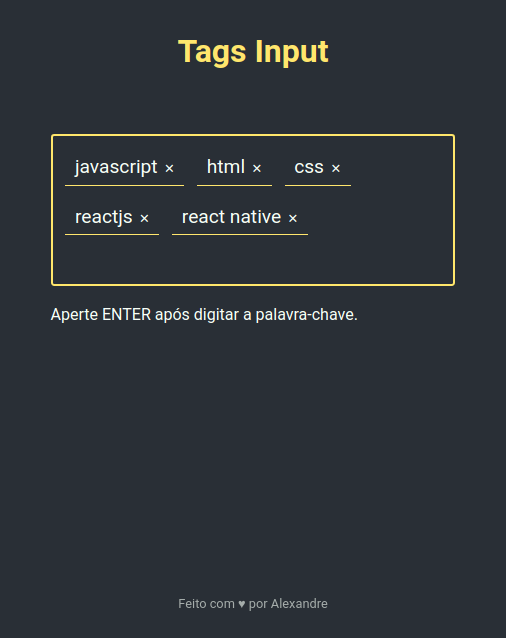 Tags Input
javascript × html × css ×
reactjs × react native ×
Aperte ENTER após digitar a palavra-chave.
Feito com ♥ por Alexandre